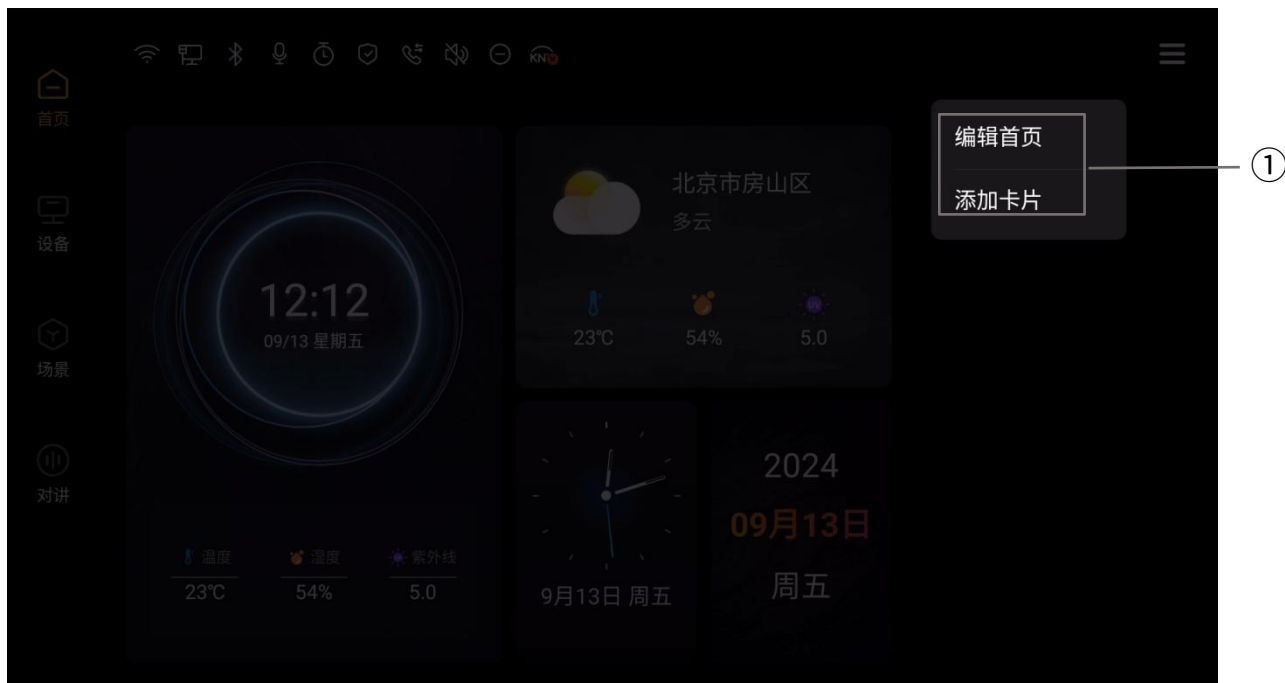 KN
首页
编辑首页
①
添加卡片
北京市房山区
多云
设备
12:12
09/13 星期五
23℃
54%
5.0
场景
2024
09月13日
周五
对讲
温度
湿度
紫外线
23℃
54%
5.0
9月13日 周五